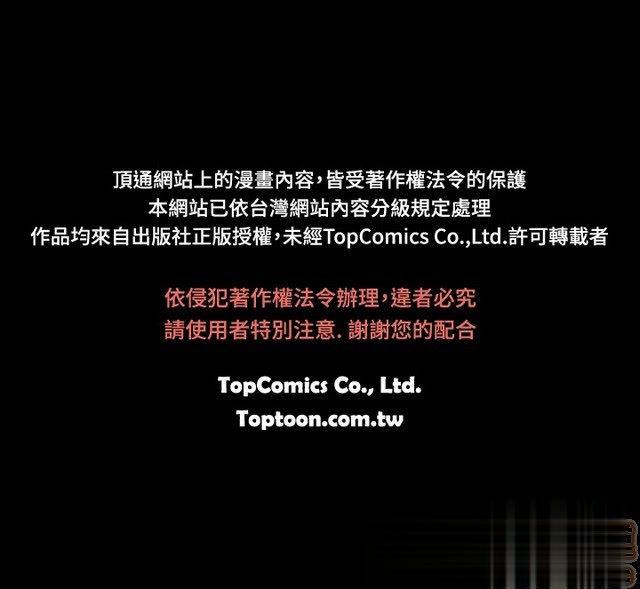 頂通網站上的漫畫內容,皆受著作權法令的保護
本網站已依台灣網站內容分級規定處理
作品均來自出版社正版授權,未經TopComics Co.,Ltd.許可轉載者
依侵犯著作權法令辦理,違者必究
請使用者特別注意. 謝謝您的配合
TopComics Co., Ltd.
Toptoon.com.tw